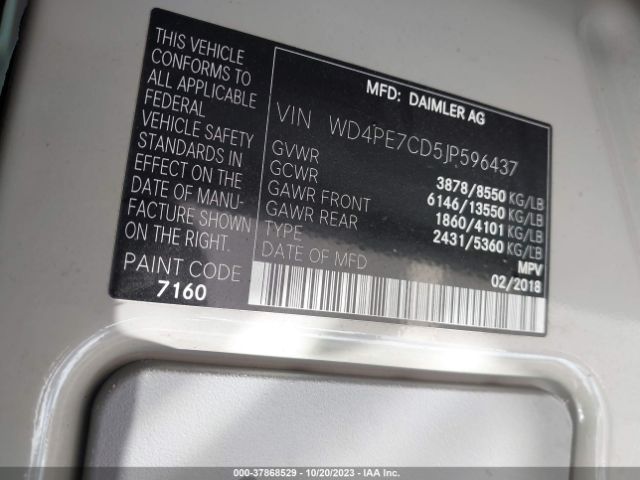 THIS VEHICLE
CONFORMS TO
ALL APPLICABLE
FEDERAL
VEHICLE SAFETY
STANDARDS IN
EFFECT ON THE
DATE OF MANU-
FACTURE SHOWN
ON THE RIGHT.
PAINT CODE
7160
MFD: DAIMLER AG
VIN WD4PE7CD5JP596437
GVWR 3878/8550 KG/LB
GCWR 6146/13550 KG/LB
GAWR FRONT 1860/4101 KG/LB
GAWR REAR 2431/5360 KG/LB
TYPE MPV
DATE OF MFD 02/2018
000-37868529 | 10/20/2023 | IAA Inc.